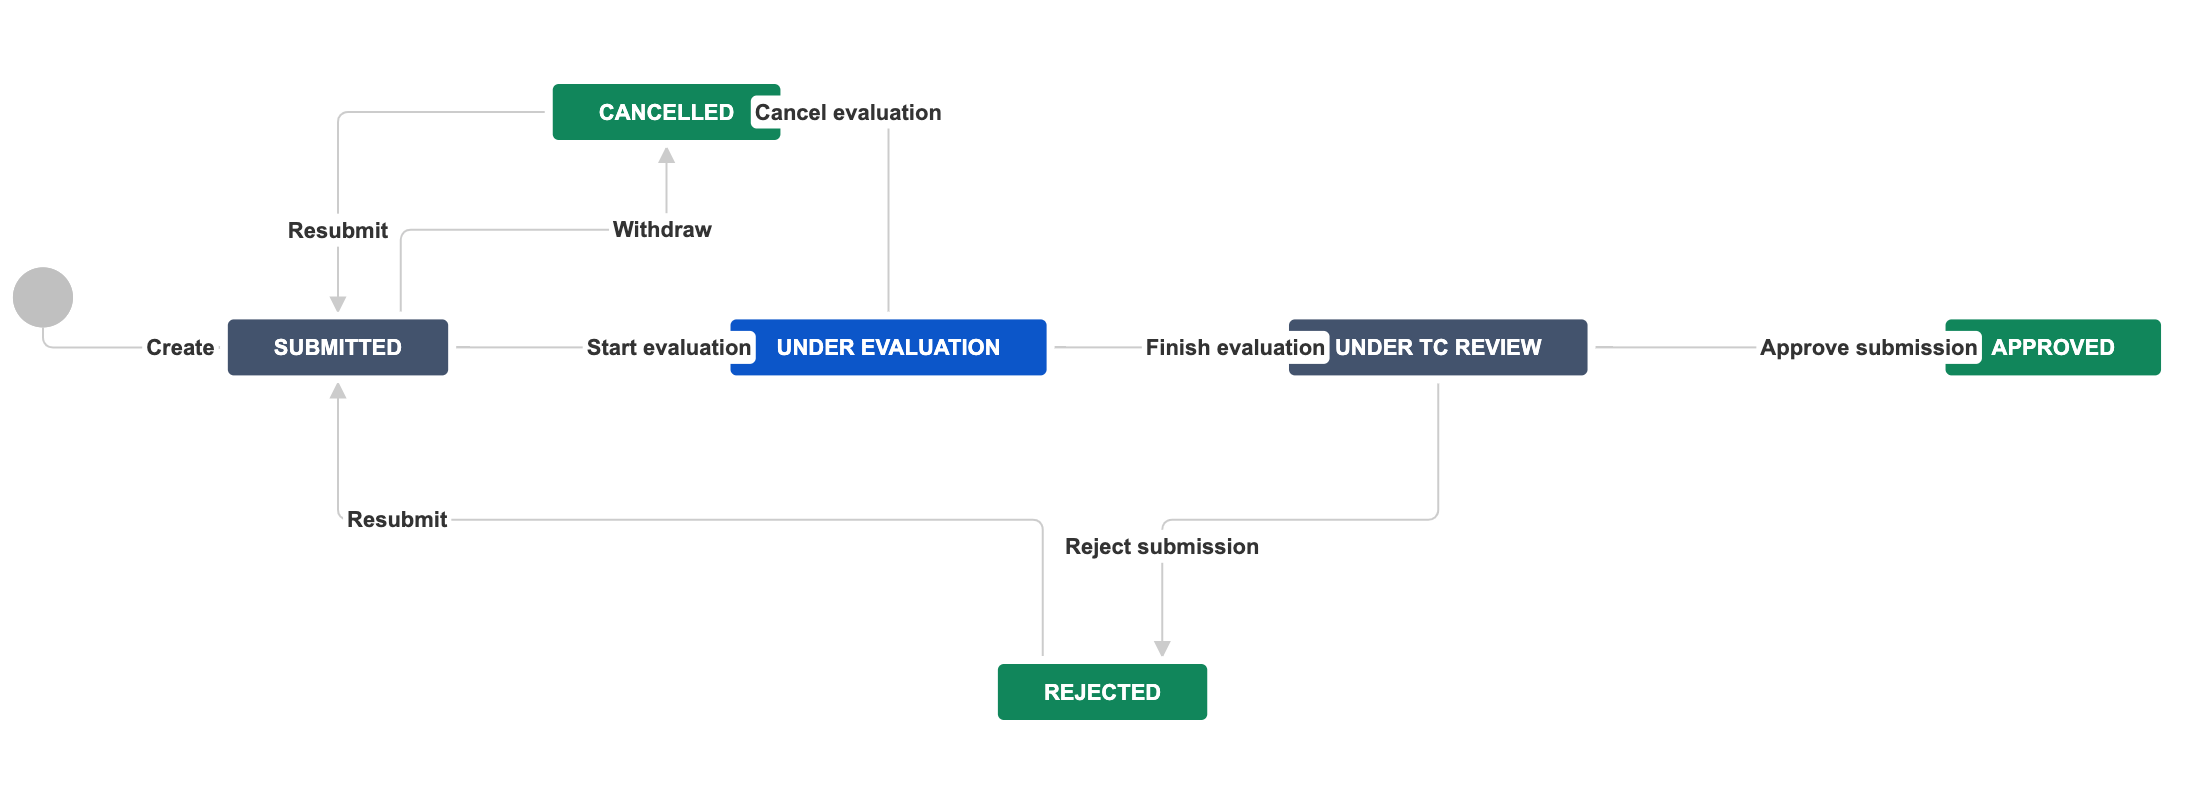 CANCELLED
Cancel evaluation
Resubmit
Withdraw
Create
SUBMITTED
Start evaluation
UNDER EVALUATION
Finish evaluation
UNDER TC REVIEW
Approve submission
APPROVED
Resubmit
Reject submission
REJECTED